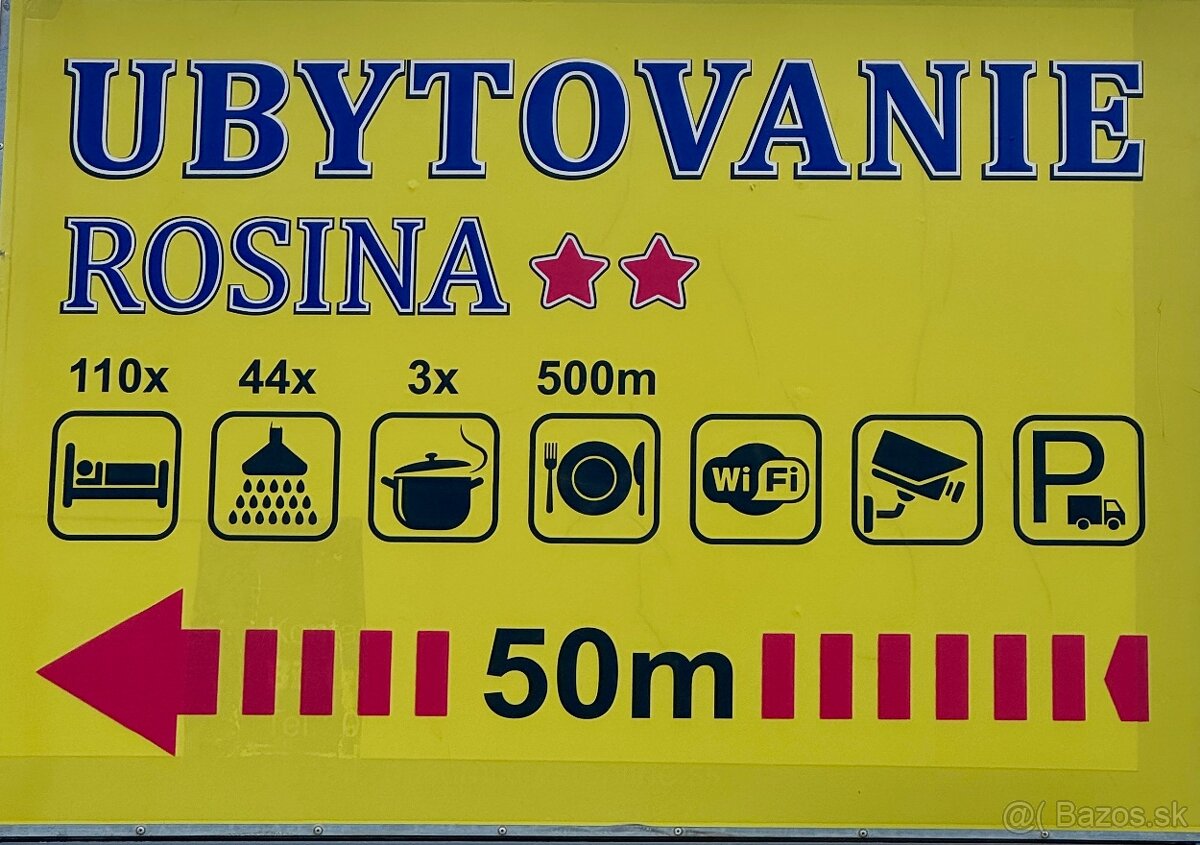 UBYTOVANIE
ROSINA
110x 44x 3x 500m
WiFi P
50m
@( Bazos.sk